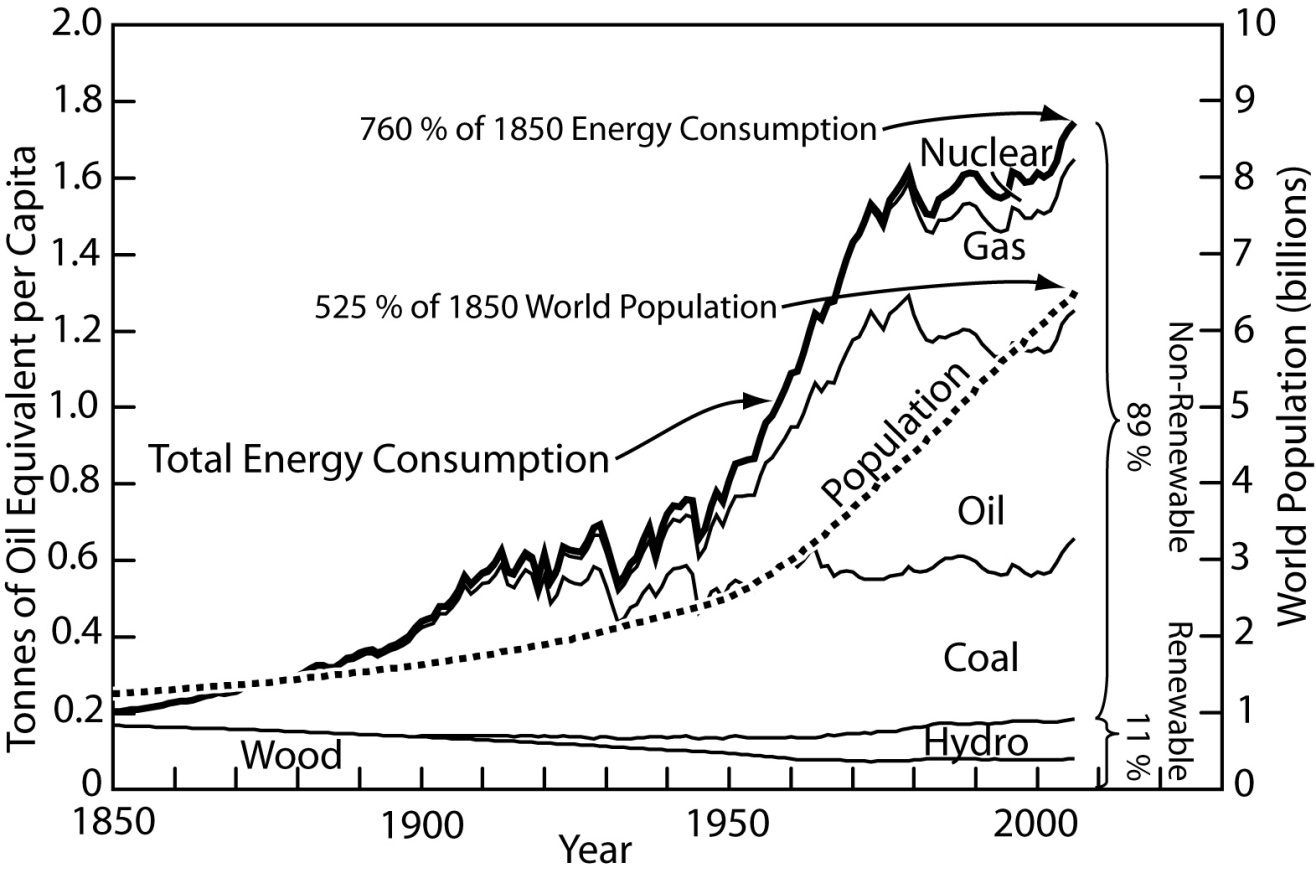 2.0
1.8
1.6
1.4
1.2
1.0
0.8
0.6
0.4
0.2
0
Tonnes of Oil Equivalent per Capita
10
9
8
7
6
5
4
3
2
1
0
World Population (billions)
760 % of 1850 Energy Consumption
Nuclear
Gas
525 % of 1850 World Population
Total Energy Consumption
Population
Oil
Coal
Wood
Hydro
Non-Renewable
89 %
Renewable
11 %
1850
1900
1950
2000
Year